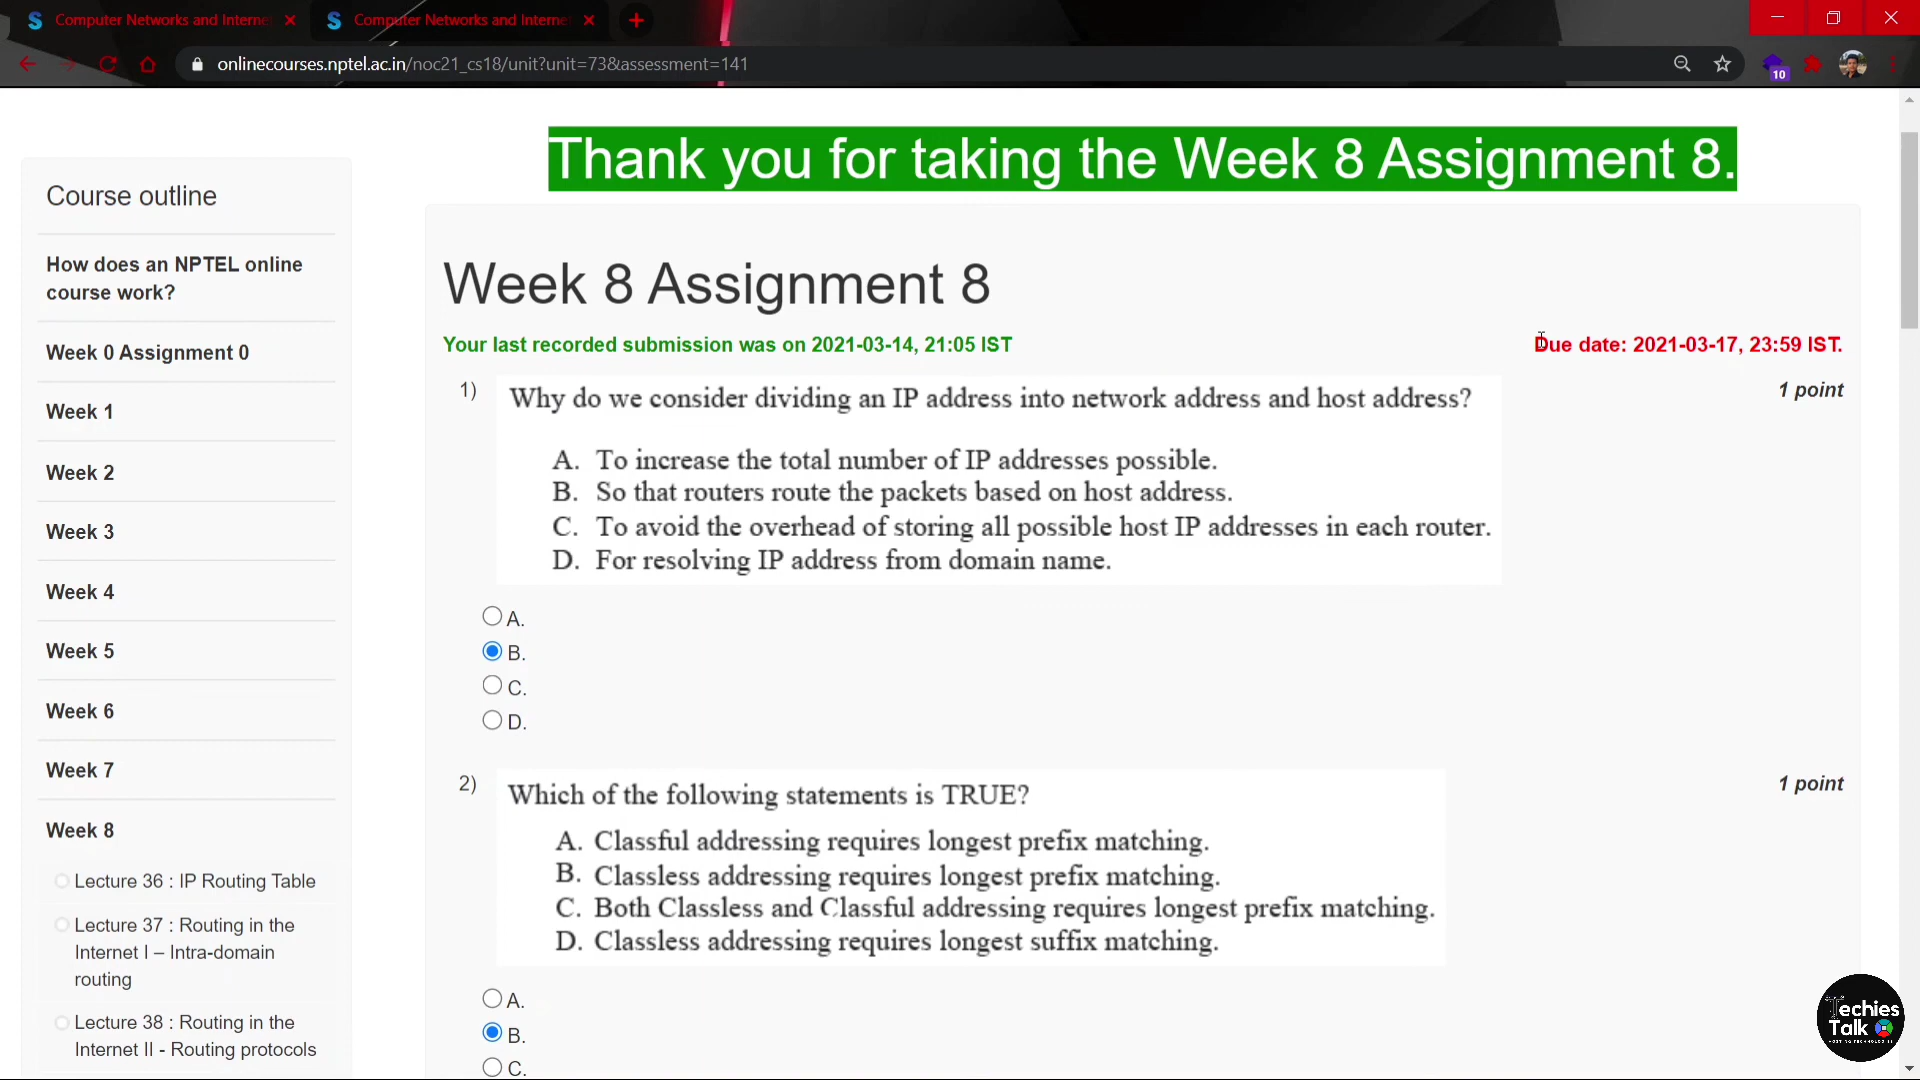 Computer Networks and Interne
Computer Networks and Interne
onlinecourses.nptel.ac.in/noc21_cs18/unit?unit=73&assessment=141
10
Thank you for taking the Week 8 Assignment 8.
Course outline
How does an NPTEL online
course work?
Week 0 Assignment 0
Week 1
Week 2
Week 3
Week 4
Week 5
Week 6
Week 7
Week 8
Lecture 36 : IP Routing Table
Lecture 37 : Routing in the
Internet I – Intra-domain
routing
Lecture 38 : Routing in the
Internet II - Routing protocols
Week 8 Assignment 8
Your last recorded submission was on 2021-03-14, 21:05 IST
Due date: 2021-03-17, 23:59 IST.
1) Why do we consider dividing an IP address into network address and host address? 1 point
A. To increase the total number of IP addresses possible.
B. So that routers route the packets based on host address.
C. To avoid the overhead of storing all possible host IP addresses in each router.
D. For resolving IP address from domain name.
A.
B.
C.
D.
2) Which of the following statements is TRUE? 1 point
A. Classful addressing requires longest prefix matching.
B. Classless addressing requires longest prefix matching.
C. Both Classless and Classful addressing requires longest prefix matching.
D. Classless addressing requires longest suffix matching.
A.
B.
C.
Techies
Talk